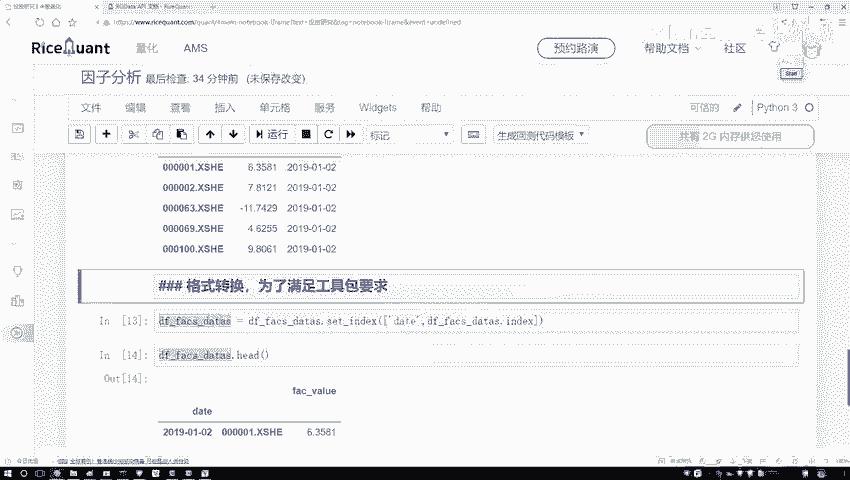 RiceQuant 量化 AMS 预约路演 帮助文档 社区
因子分析 最后检查: 34 分钟前 (未保存改变)
文件 编辑 查看 插入 单元格 服务 Widgets 帮助 可信的 Python 3
运行 标记 生成回测代码模板 共有 2G 内存供您使用
000001.XSHE 6.3581 2019-01-02
000002.XSHE 7.8121 2019-01-02
000063.XSHE -11.7429 2019-01-02
000069.XSHE 4.6255 2019-01-02
000100.XSHE 9.8061 2019-01-02
### 格式转换，为了满足工具包要求
In [13]: df_facs_datas = df_facs_datas.set_index(['date',df_facs_datas.index])
In [14]: df_facs_datas.head()
Out[14]:
fac_value
date
2019-01-02 000001.XSHE 6.3581